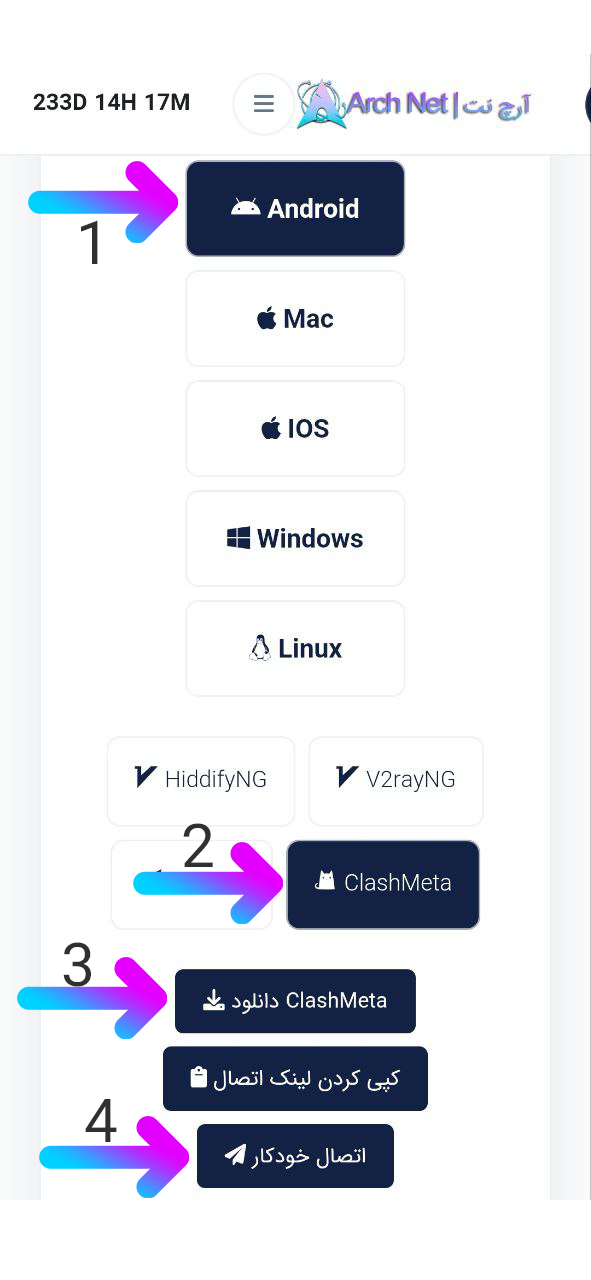 233D 14H 17M
Arch Net | آرچ نت
Android
1
Mac
IOS
Windows
Linux
HiddifyNG
V2rayNG
2
ClashMeta
3
دانلود ClashMeta
کپی کردن لینک اتصال
4
اتصال خودکار